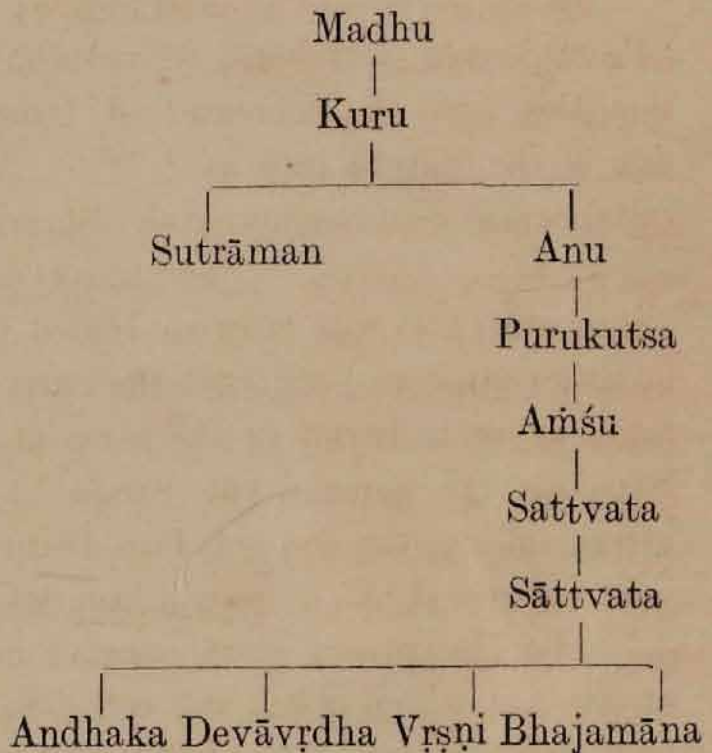 Madhu
Kuru
Sutrāman Anu
Purukutsa
Aṁśu
Sattvata
Sāttvata
Andhaka Devāvṛdha Vṛṣṇi Bhajamāna